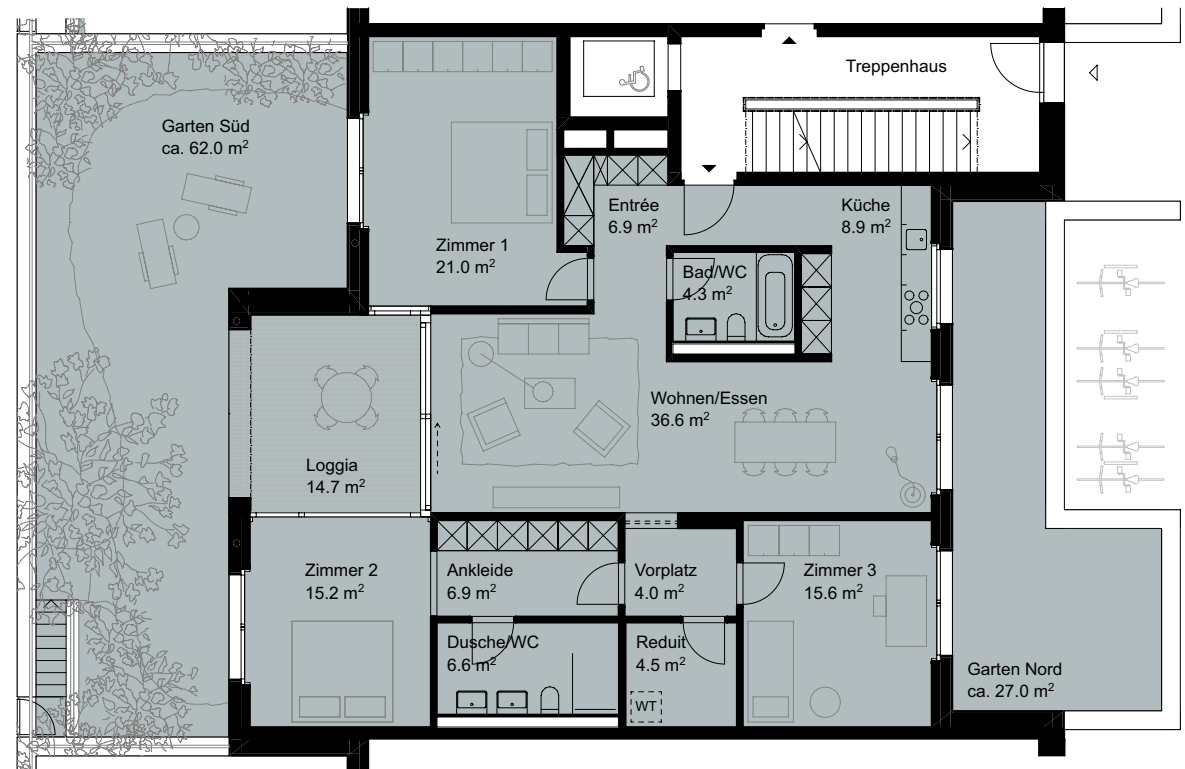 Treppenhaus
Garten Süd
ca. 62.0 m²
Entrée
6.9 m²
Küche
8.9 m²
Zimmer 1
21.0 m²
Bad/WC
4.3 m²
Wohnen/Essen
36.6 m²
Loggia
14.7 m²
Zimmer 2
15.2 m²
Ankleide
6.9 m²
Vorplatz
4.0 m²
Zimmer 3
15.6 m²
Dusche/WC
6.6 m²
Reduit
4.5 m²
WT
Garten Nord
ca. 27.0 m²